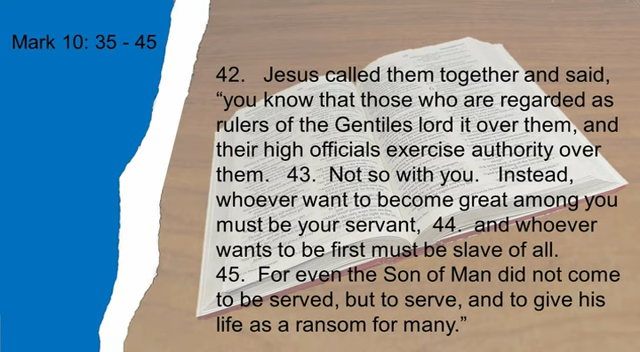 Mark 10: 35 - 45
42.   Jesus called them together and said,
“you know that those who are regarded as
rulers of the Gentiles lord it over them, and
their high officials exercise authority over
them.   43.  Not so with you.   Instead,
whoever want to become great among you
must be your servant,  44.  and whoever
wants to be first must be slave of all.
45.  For even the Son of Man did not come
to be served, but to serve, and to give his
life as a ransom for many.”